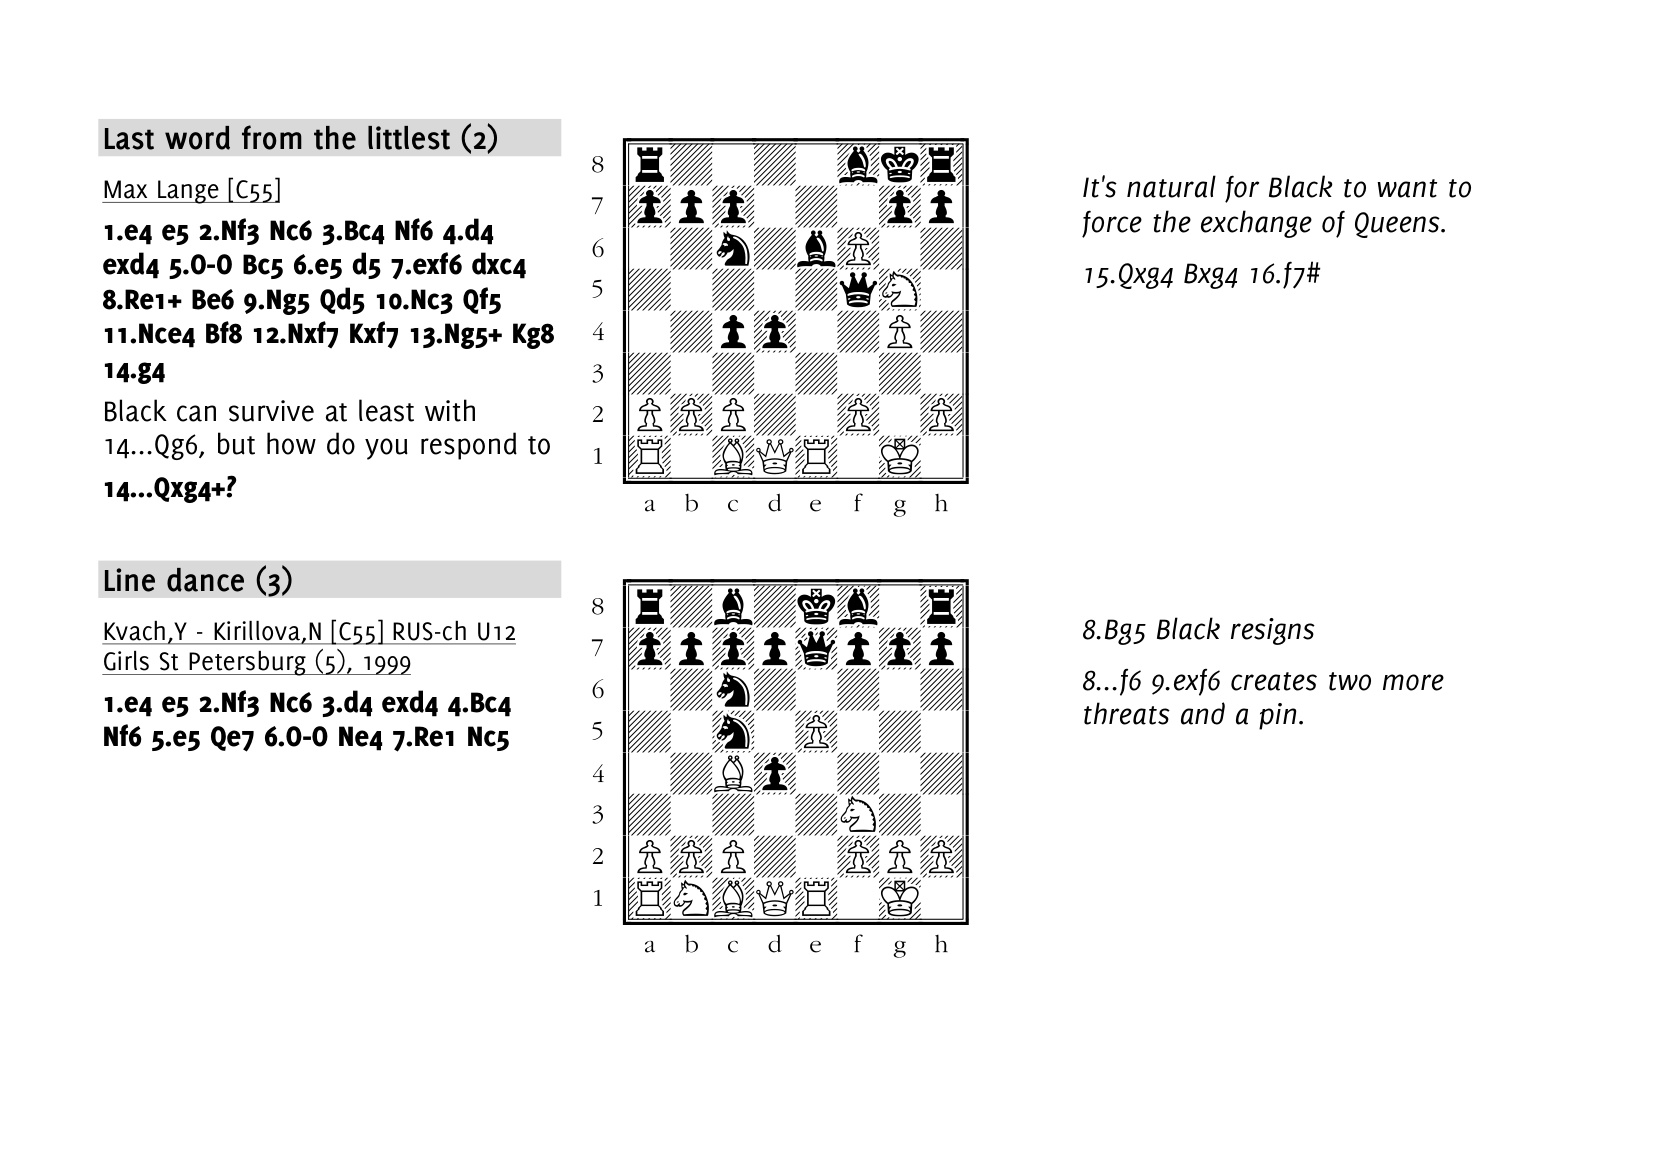 Last word from the littlest (2)
Max Lange [C55]
1.e4 e5 2.Nf3 Nc6 3.Bc4 Nf6 4.d4
exd4 5.0-0 Bc5 6.e5 d5 7.exf6 dxc4
8.Re1+ Be6 9.Ng5 Qd5 10.Nc3 Qf5
11.Nce4 Bf8 12.Nxf7 Kxf7 13.Ng5+ Kg8
14.g4
Black can survive at least with
14...Qg6, but how do you respond to
14...Qxg4+?
8
7
6
5
4
3
2
1
a b c d e f g h
It's natural for Black to want to
force the exchange of Queens.
15.Qxg4 Bxg4 16.f7#
Line dance (3)
Kvach,Y - Kirillova,N [C55] RUS-ch U12
Girls St Petersburg (5), 1999
1.e4 e5 2.Nf3 Nc6 3.d4 exd4 4.Bc4
Nf6 5.e5 Qe7 6.0-0 Ne4 7.Re1 Nc5
8
7
6
5
4
3
2
1
a b c d e f g h
8.Bg5 Black resigns
8...f6 9.exf6 creates two more
threats and a pin.